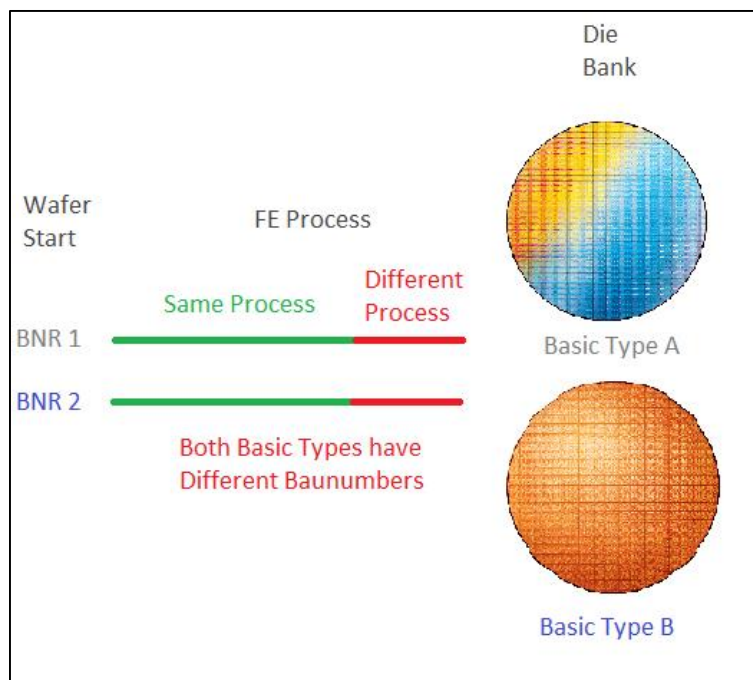 Die
Bank
Wafer
Start
FE Process
Same Process
Different
Process
BNR 1
Basic Type A
BNR 2
Both Basic Types have
Different Baunumbers
Basic Type B